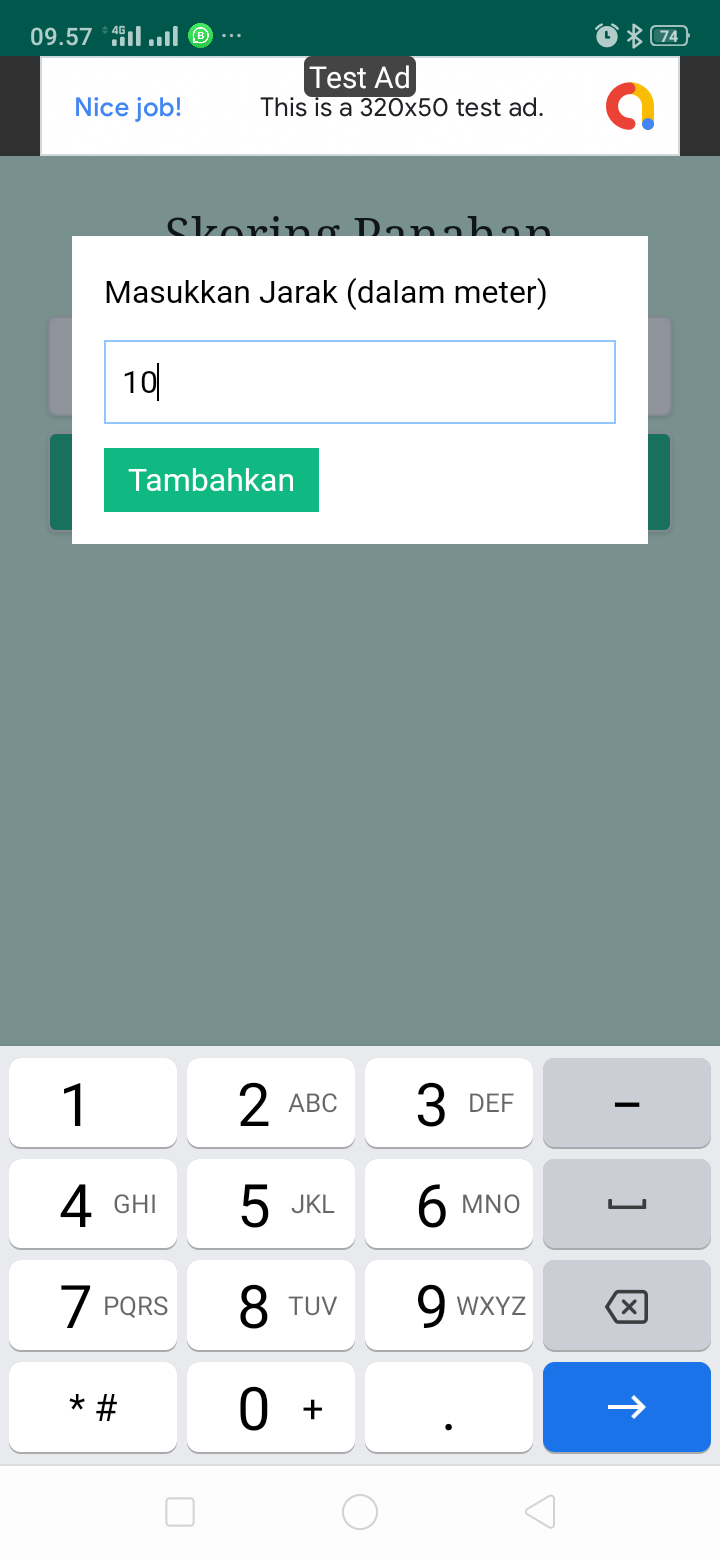 09.57 4G B ... 74
Test Ad
Nice job! This is a 320x50 test ad.
Skoring Panahan
Masukkan Jarak (dalam meter)
10
Tambahkan
1 2 ABC 3 DEF –
4 GHI 5 JKL 6 MNO
7 PQRS 8 TUV 9 WXYZ
* # 0 + .